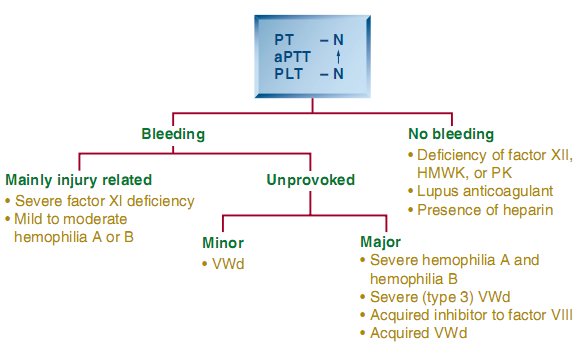 PT – N
aPTT ↑
PLT – N
Bleeding
No bleeding
• Deficiency of factor XII,
HMWK, or PK
• Lupus anticoagulant
• Presence of heparin
Mainly injury related
• Severe factor XI deficiency
• Mild to moderate
hemophilia A or B
Unprovoked
Minor
• VWd
Major
• Severe hemophilia A and
hemophilia B
• Severe (type 3) VWd
• Acquired inhibitor to factor VIII
• Acquired VWd